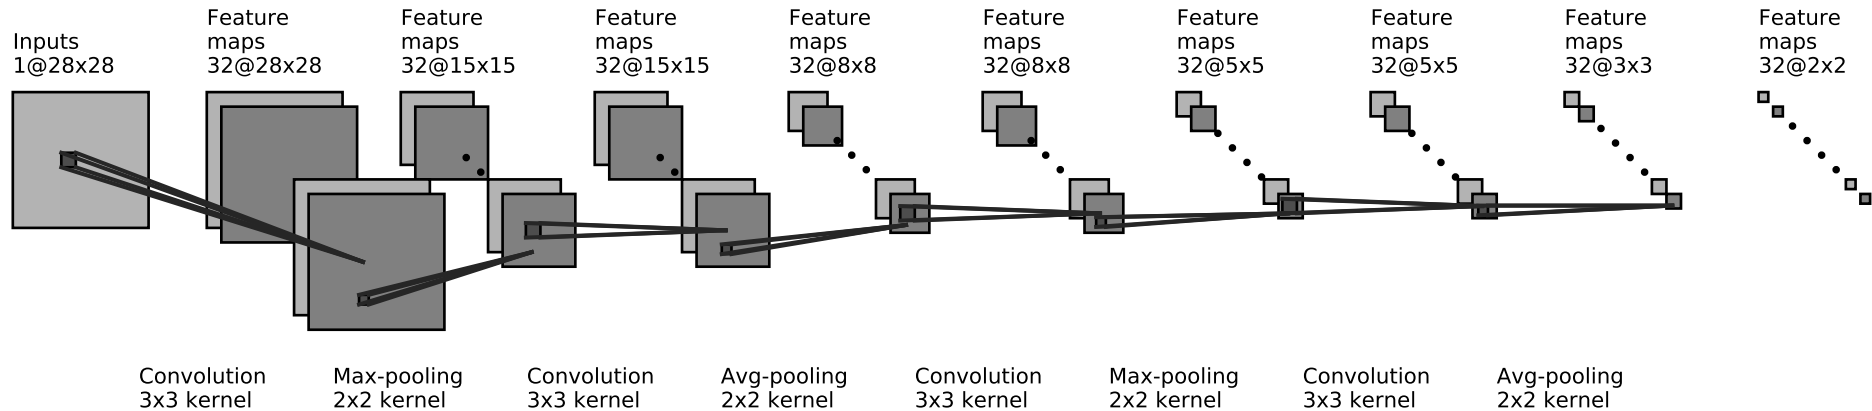 Inputs
1@28x28
Feature
maps
32@28x28
Feature
maps
32@15x15
Feature
maps
32@15x15
Feature
maps
32@8x8
Feature
maps
32@8x8
Feature
maps
32@5x5
Feature
maps
32@5x5
Feature
maps
32@3x3
Feature
maps
32@2x2
Convolution
3x3 kernel
Max-pooling
2x2 kernel
Convolution
3x3 kernel
Avg-pooling
2x2 kernel
Convolution
3x3 kernel
Max-pooling
2x2 kernel
Convolution
3x3 kernel
Avg-pooling
2x2 kernel